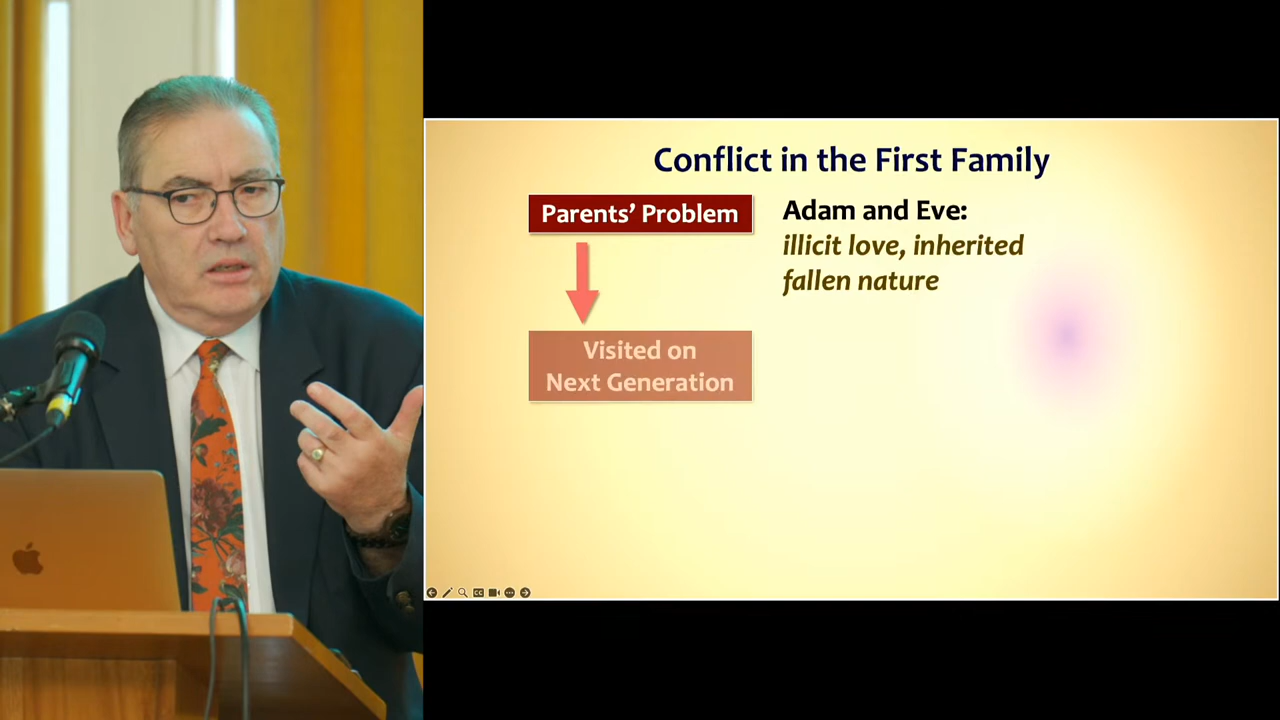 Conflict in the First Family
Parents’ Problem
Adam and Eve:
illicit love, inherited
fallen nature
Visited on
Next Generation